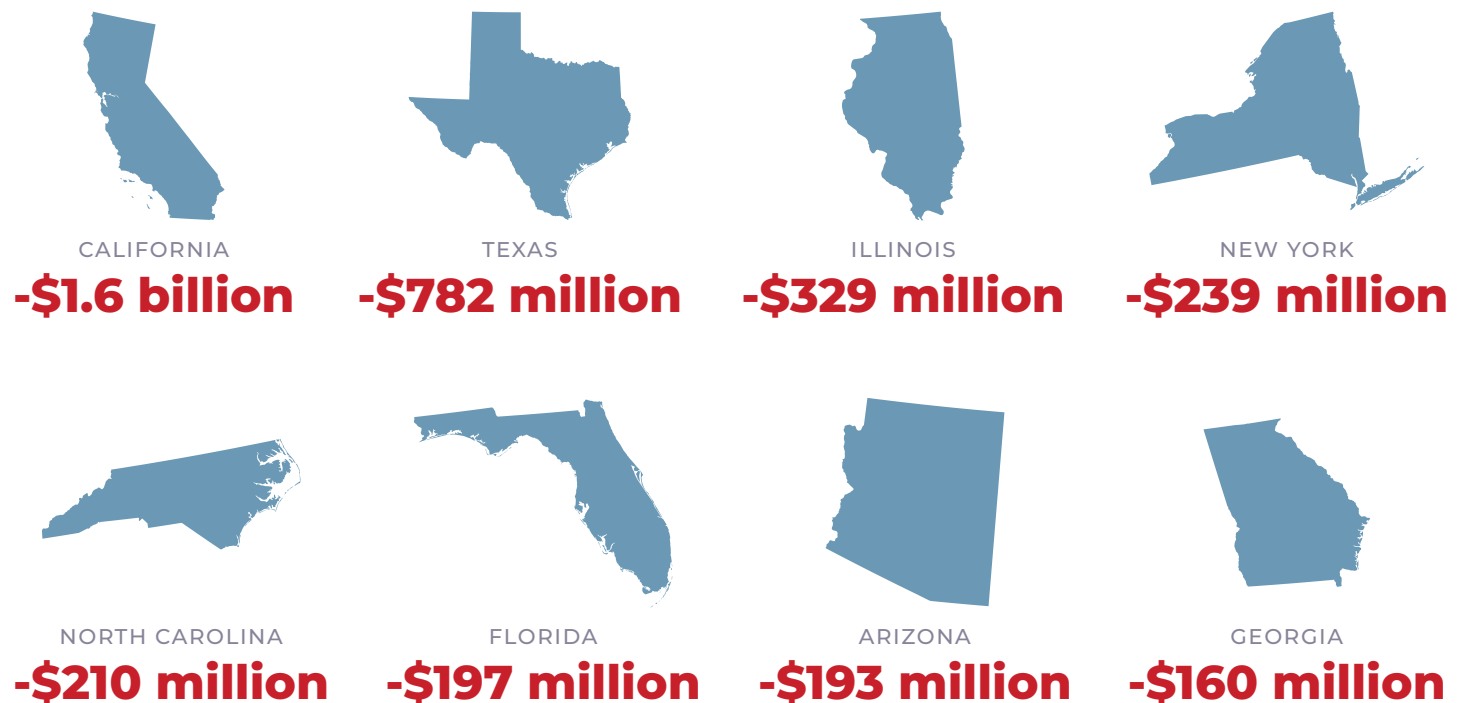 CALIFORNIA
-$1.6 billion
TEXAS
-$782 million
ILLINOIS
-$329 million
NEW YORK
-$239 million
NORTH CAROLINA
-$210 million
FLORIDA
-$197 million
ARIZONA
-$193 million
GEORGIA
-$160 million